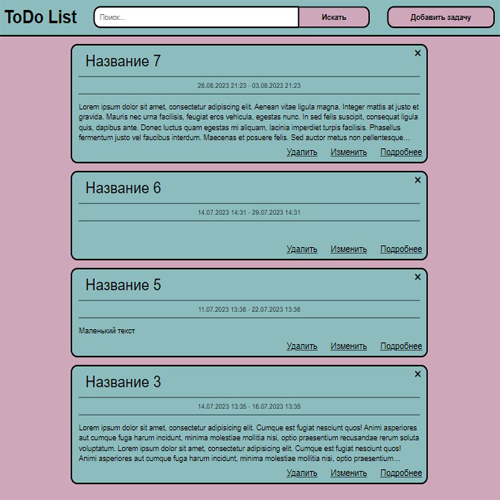 ToDo List
Поиск...
Искать
Добавить задачу
Название 7
×
26.06.2023 21:23 - 03.08.2023 21:23
Lorem ipsum dolor sit amet, consectetur adipiscing elit. Aenean vitae ligula magna. Integer mattis at justo et
gravida. Mauris nec urna facilisis, feugiat eros vehicula, egestas nunc. In sed felis suscipit, consequat ligula
quis, dapibus ante. Donec luctus quam egestas mi aliquam, lacinia imperdiet turpis facilisis. Phasellus
fermentum justo vel faucibus interdum. Maecenas et posuere felis. Sed auctor metus non pellentesque...
Удалить Изменить Подробнее
Название 6
×
14.07.2023 14:31 - 29.07.2023 14:31
Удалить Изменить Подробнее
Название 5
×
11.07.2023 13:36 - 22.07.2023 13:36
Маленький текст
Удалить Изменить Подробнее
Название 3
×
14.07.2023 13:35 - 16.07.2023 13:35
Lorem ipsum dolor sit amet, consectetur adipisicing elit. Cumque est fugiat nesciunt quos! Animi asperiores
aut cumque fuga harum incidunt, minima molestiae mollitia nisi, optio praesentium recusandae rerum soluta
voluptatum. Lorem ipsum dolor sit amet, consectetur adipisicing elit. Cumque est fugiat nesciunt quos!
Animi asperiores aut cumque fuga harum incidunt, minima molestiae mollitia nisi, optio praesentium...
Удалить Изменить Подробнее